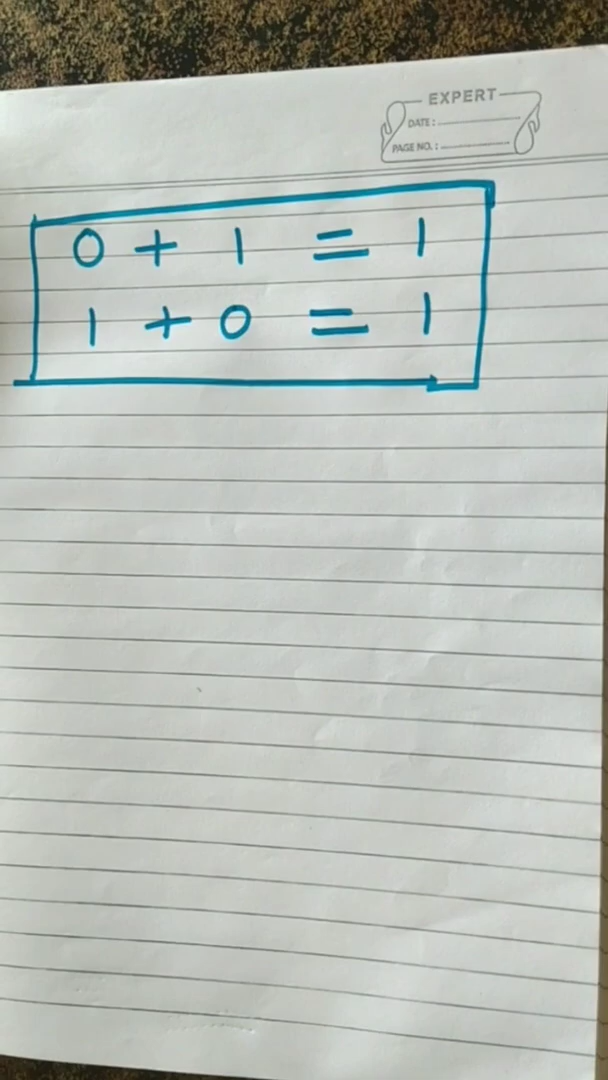 EXPERT
DATE :
PAGE NO. :
0 + 1 = 1
1 + 0 = 1